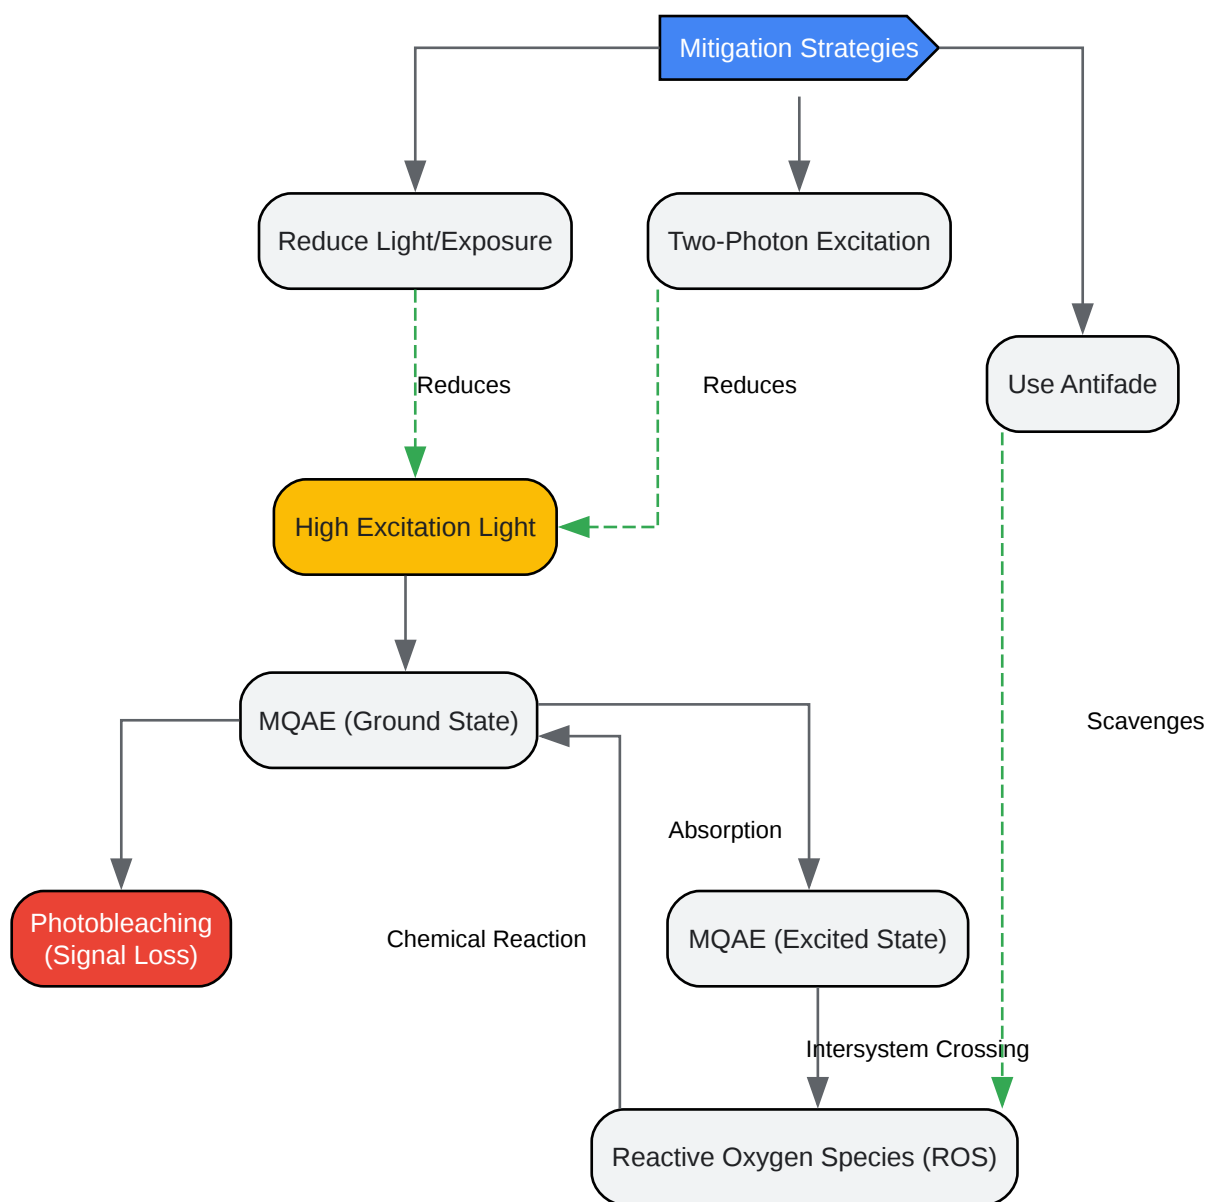 Mitigation Strategies
Reduce Light/Exposure
Two-Photon Excitation
Use Antifade
Reduces
Reduces
High Excitation Light
MQAE (Ground State)
Scavenges
Absorption
Photobleaching
(Signal Loss)
Chemical Reaction
MQAE (Excited State)
Intersystem Crossing
Reactive Oxygen Species (ROS)